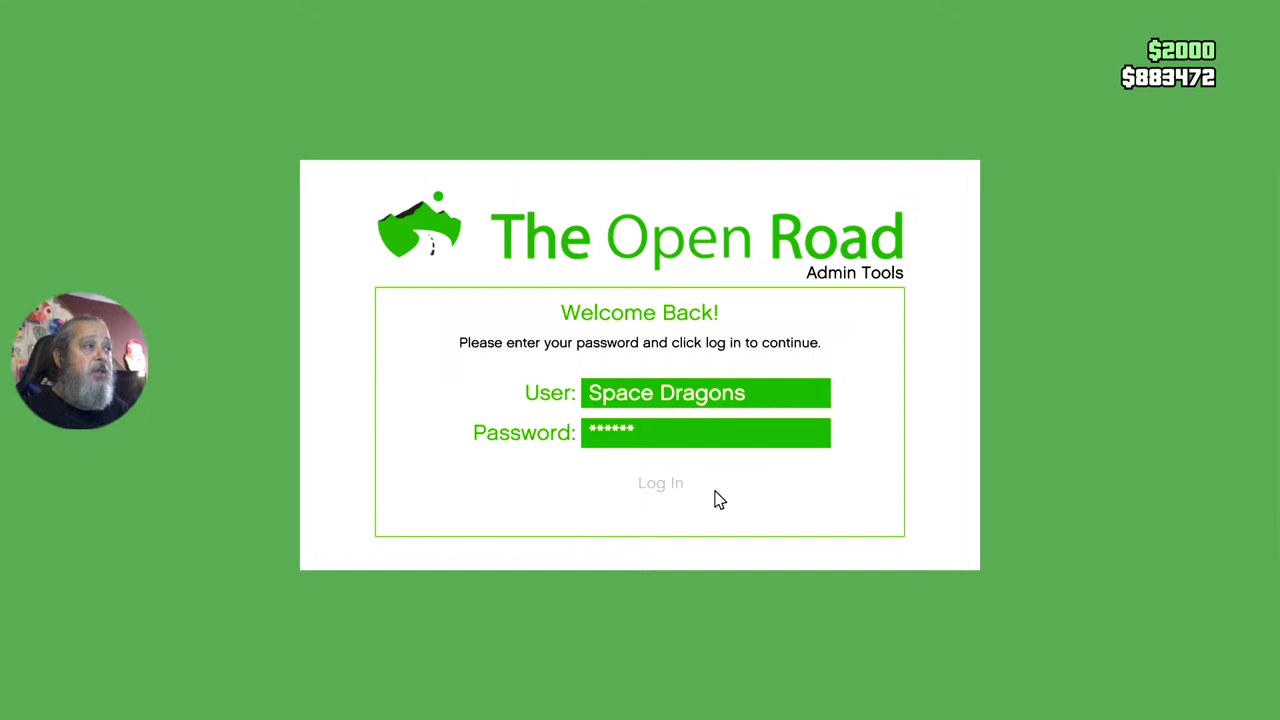 $2000
$883472
The Open Road
Admin Tools
Welcome Back!
Please enter your password and click log in to continue.
User: Space Dragons
Password: ******
Log In